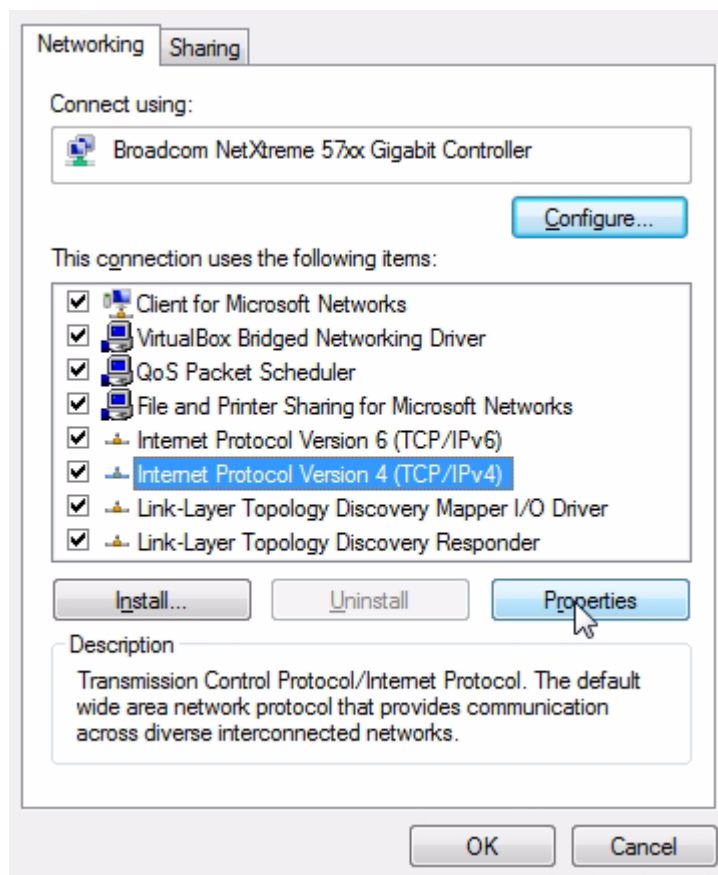 Networking Sharing
Connect using:
Broadcom NetXtreme 57xx Gigabit Controller
Configure...
This connection uses the following items:
Client for Microsoft Networks
VirtualBox Bridged Networking Driver
QoS Packet Scheduler
File and Printer Sharing for Microsoft Networks
Internet Protocol Version 6 (TCP/IPv6)
Internet Protocol Version 4 (TCP/IPv4)
Link-Layer Topology Discovery Mapper I/O Driver
Link-Layer Topology Discovery Responder
Install... Uninstall Properties
Description
Transmission Control Protocol/Internet Protocol. The default
wide area network protocol that provides communication
across diverse interconnected networks.
OK Cancel